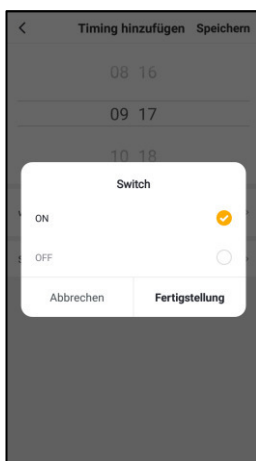 Timing hinzufügen Speichern
08 16
09 17
10 18
Switch
ON
OFF
Abbrechen Fertigstellung